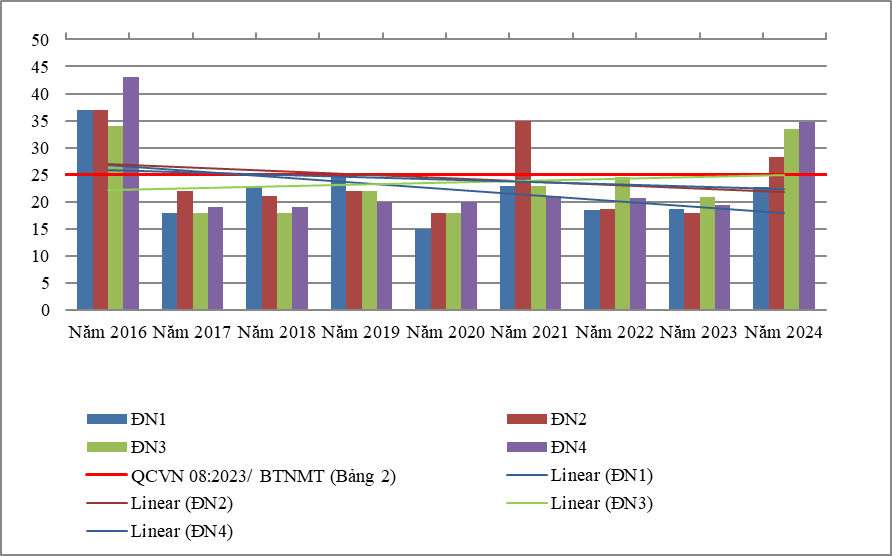 50
45
40
35
30
25
20
15
10
5
0
Năm 2016 Năm 2017 Năm 2018 Năm 2019 Năm 2020 Năm 2021 Năm 2022 Năm 2023 Năm 2024
ĐN1 ĐN2
ĐN3 ĐN4
QCVN 08:2023/ BTNMT (Bảng 2) Linear (ĐN1)
Linear (ĐN2) Linear (ĐN3)
Linear (ĐN4)